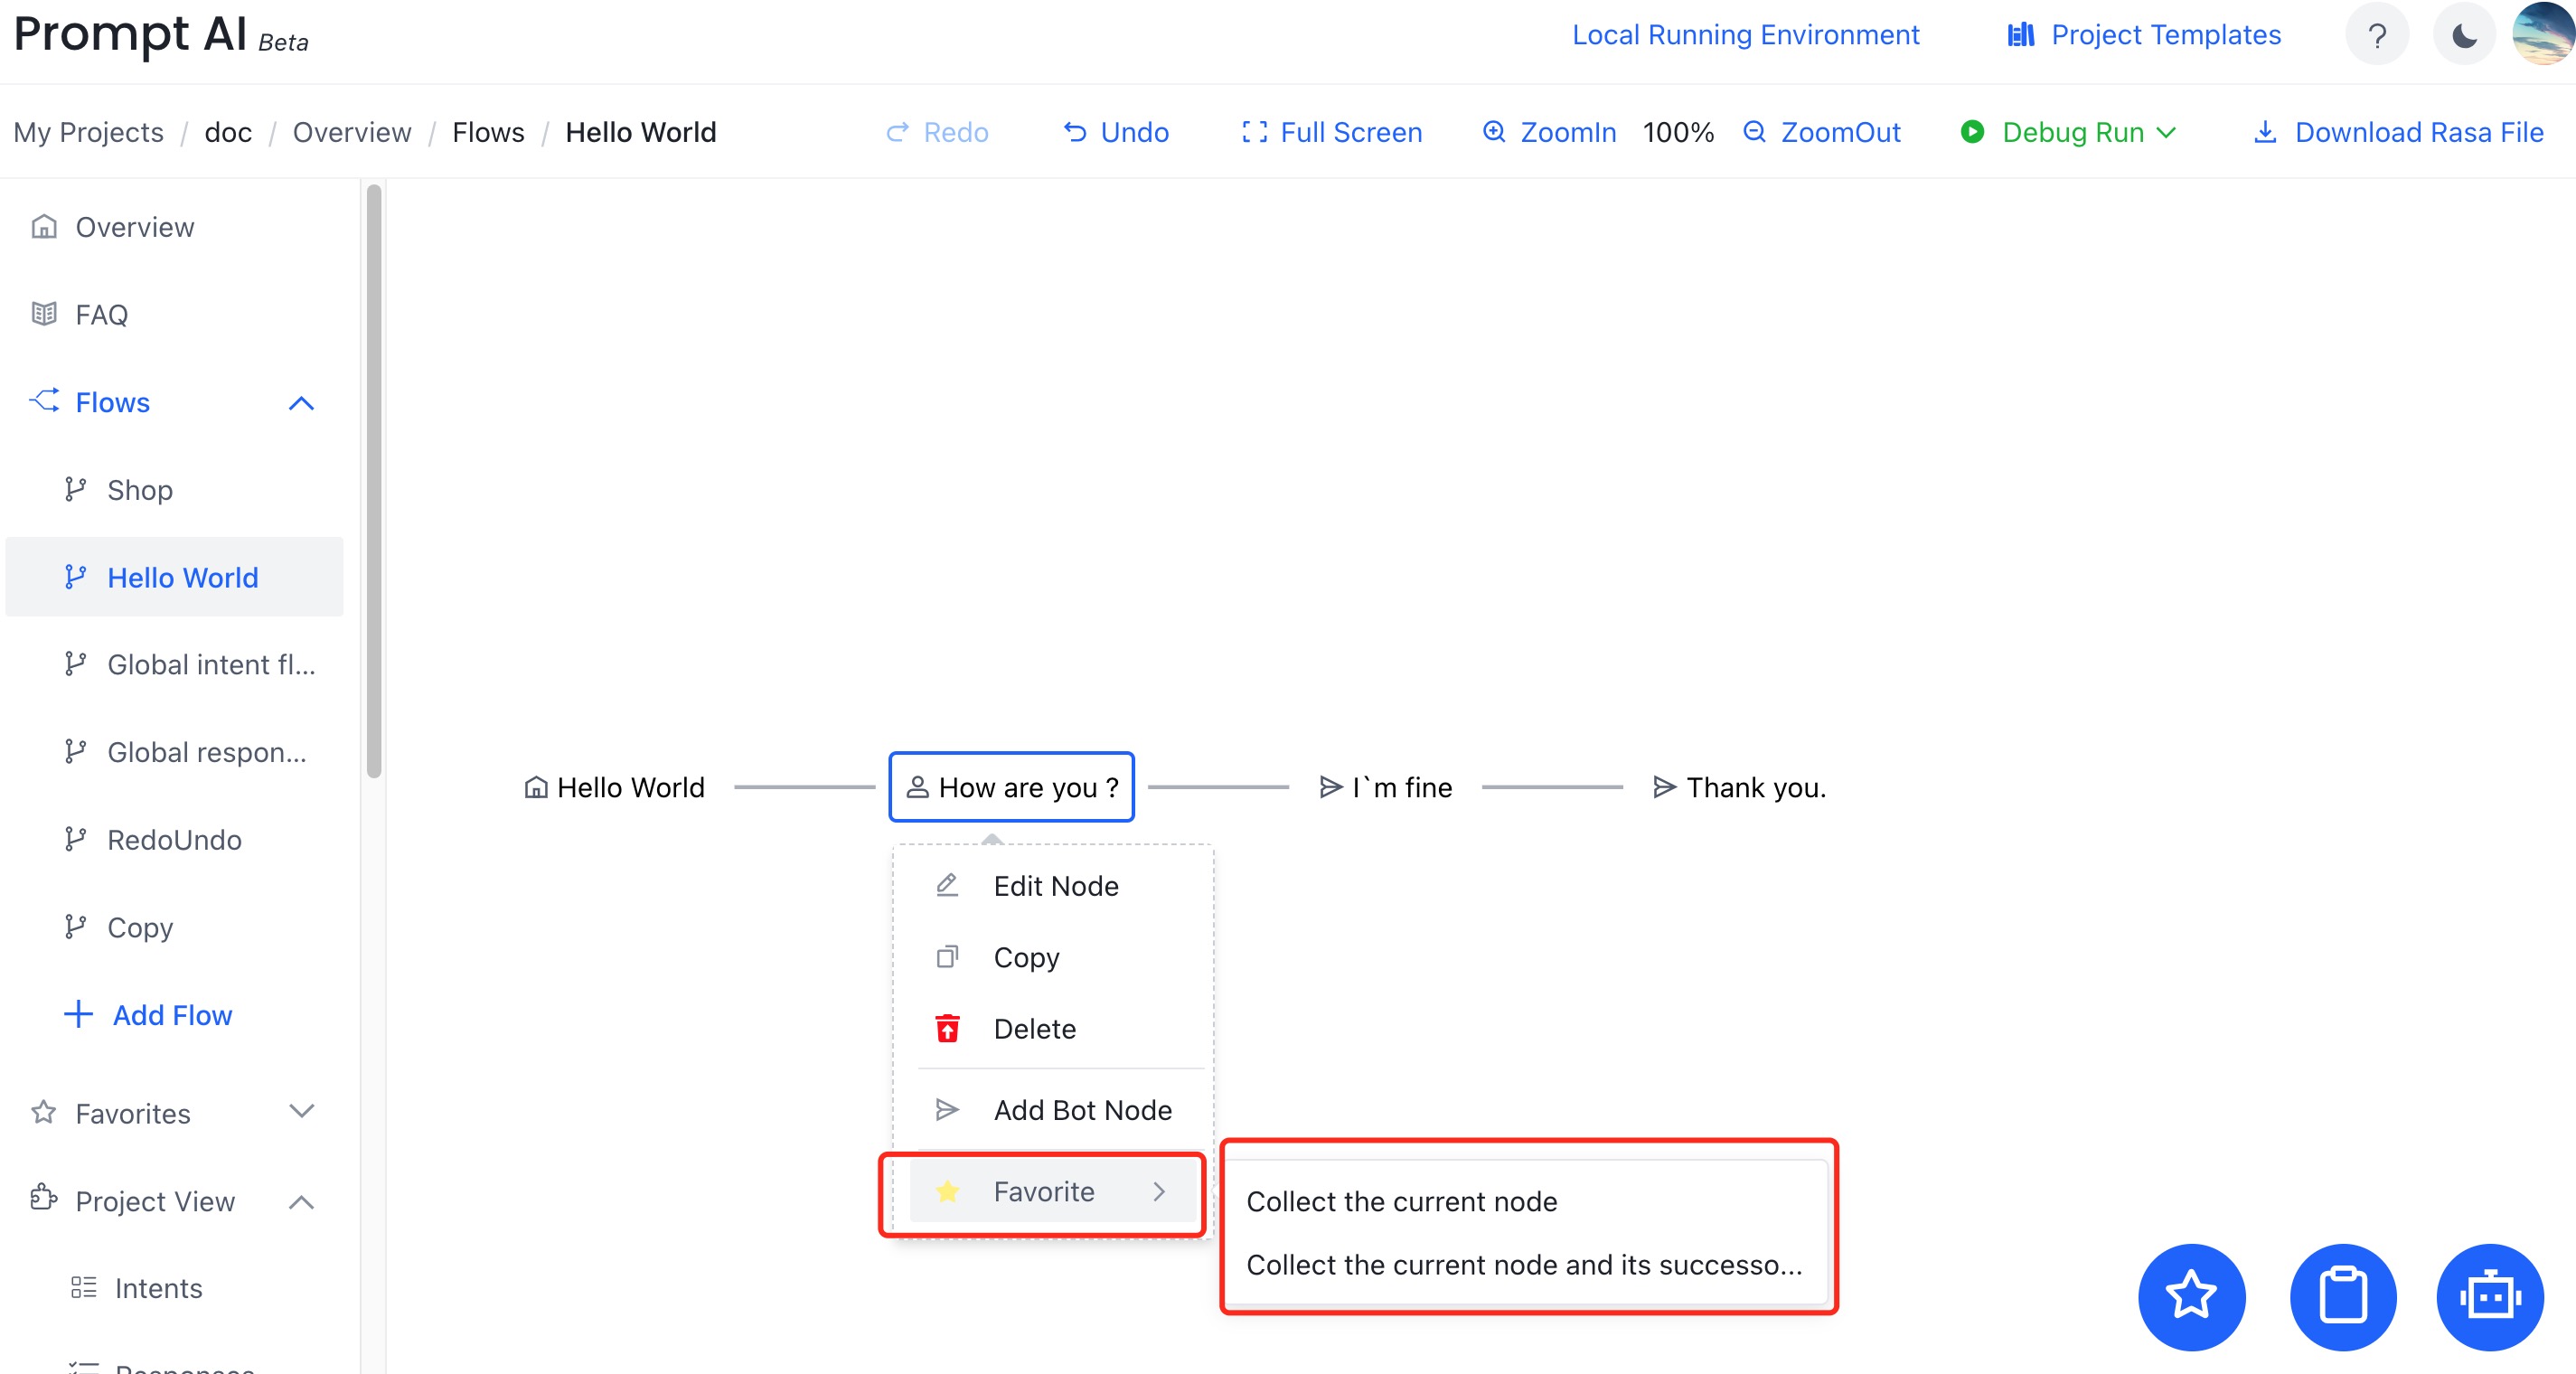 Prompt AI Beta
Local Running Environment
Project Templates
?
My Projects / doc / Overview / Flows / Hello World
Redo
Undo
Full Screen
ZoomIn
100%
ZoomOut
Debug Run
Download Rasa File
Overview
FAQ
Flows
Shop
Hello World
Global intent fl...
Global respon...
RedoUndo
Copy
Add Flow
Favorites
Project View
Intents
Responses
Hello World
How are you ?
I`m fine
Thank you.
Edit Node
Copy
Delete
Add Bot Node
Favorite
Collect the current node
Collect the current node and its successo...